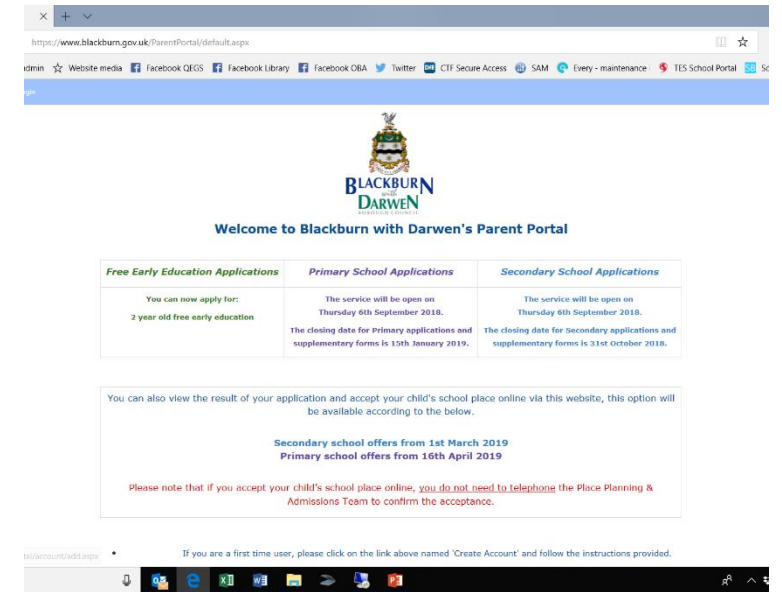 https://www.blackburn.gov.uk/ParentPortal/default.aspx
dmin Website media Facebook QEGS Facebook Library Facebook OBA Twitter CTF Secure Access SAM Every - maintenance TES School Portal SB Sc
gin
BLACKBURN
with
DARWEN
BOROUGH COUNCIL
Welcome to Blackburn with Darwen's Parent Portal
Free Early Education Applications
You can now apply for:
2 year old free early education
Primary School Applications
The service will be open on
Thursday 6th September 2018.
The closing date for Primary applications and
supplementary forms is 15th January 2019.
Secondary School Applications
The service will be open on
Thursday 6th September 2018.
The closing date for Secondary applications and
supplementary forms is 31st October 2018.
You can also view the result of your application and accept your child's school place online via this website, this option will
be available according to the below.
Secondary school offers from 1st March 2019
Primary school offers from 16th April 2019
Please note that if you accept your child's school place online, you do not need to telephone the Place Planning &
Admissions Team to confirm the acceptance.
• If you are a first time user, please click on the link above named 'Create Account' and follow the instructions provided.
tal/account/add.aspx